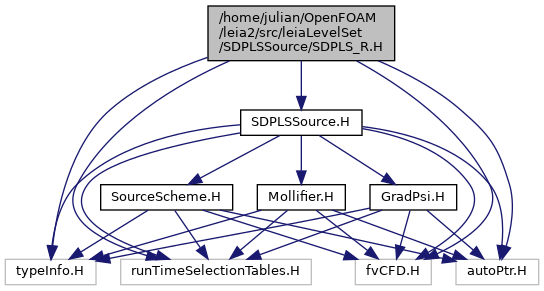 /home/julian/OpenFOAM
/leia2/src/leiaLevelSet
/SDPLSSource/SDPLS_R.H
SDPLSSource.H
SourceScheme.H
Mollifier.H
GradPsi.H
typeInfo.H
runTimeSelectionTables.H
fvCFD.H
autoPtr.H